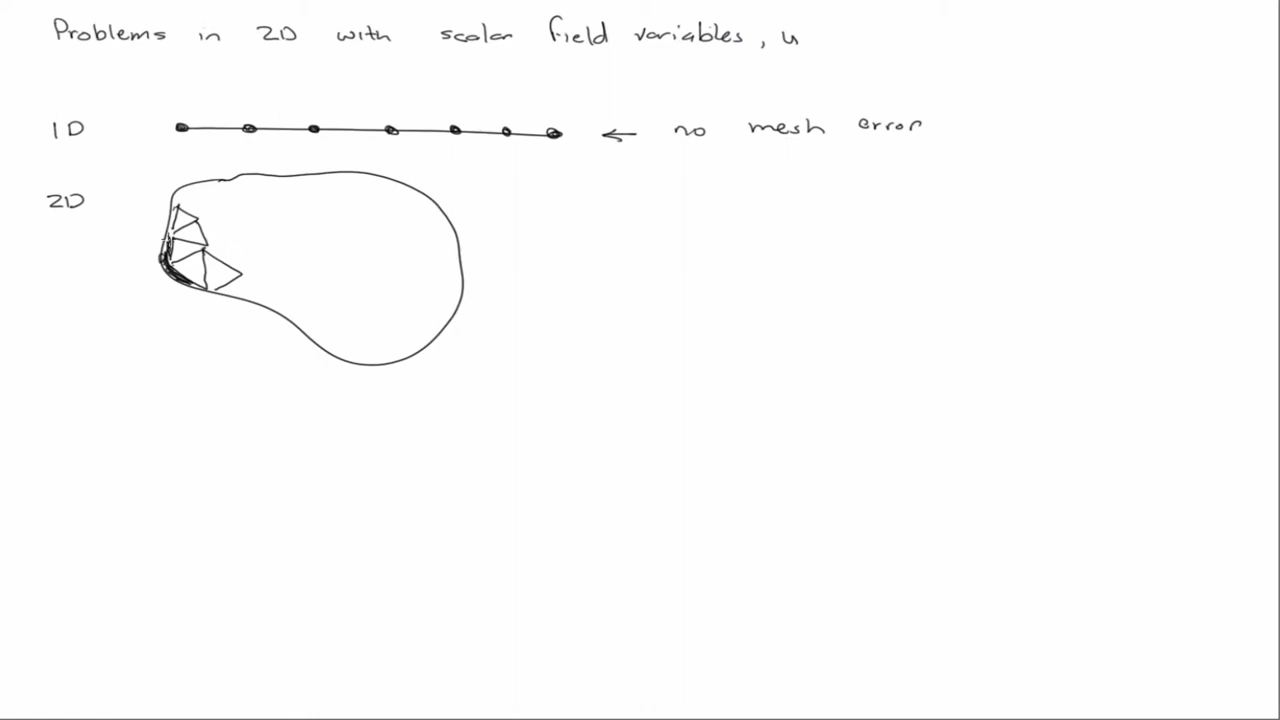 Problems in 2D with scalar field variables, u
1D ← no mesh error
2D